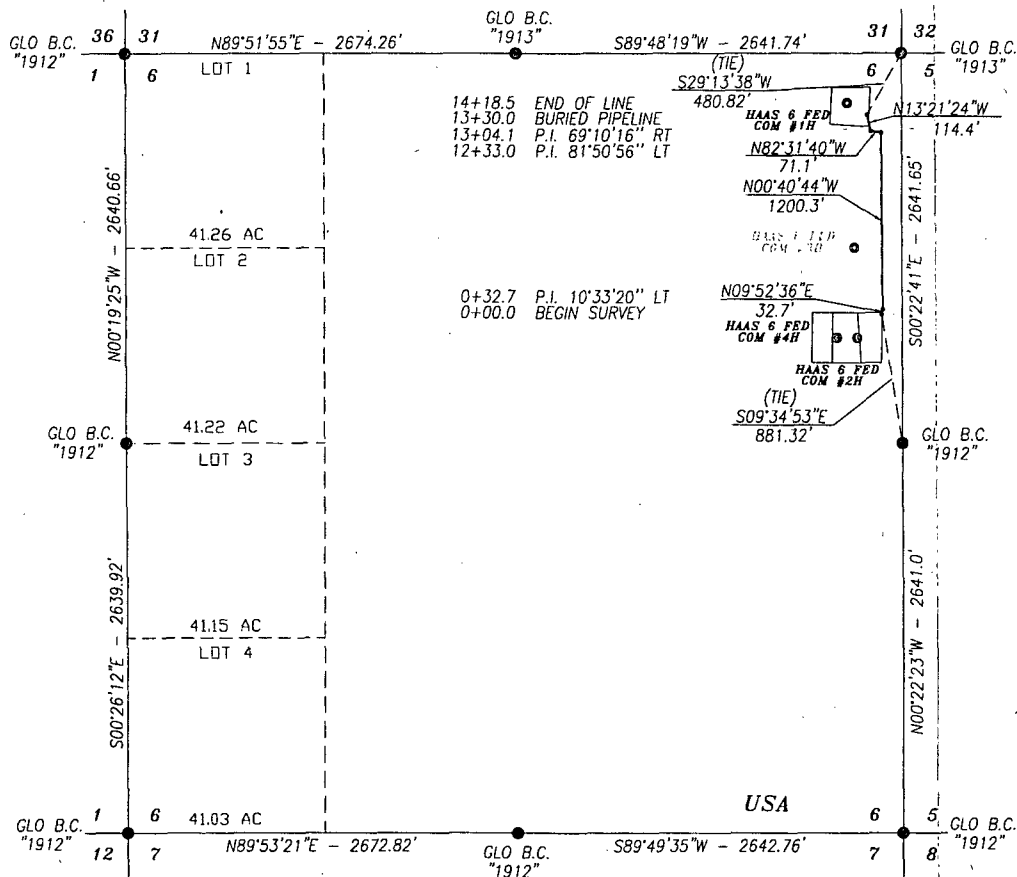 36 31
GLO B.C.
"1912"
1 6
N89°51'55"E - 2674.26'
LOT 1
GLO B.C.
"1913"
S89°48'19"W - 2641.74'
31 32
GLO B.C.
"1913"
6 5
(TIE)
S29°13'38"W
480.82'
14+18.5 END OF LINE
13+30.0 BURIED PIPELINE
13+04.1 P.I. 69°10'16" RT
12+33.0 P.I. 81°50'56" LT
HAAS 6 FED
COM #1H
N13°21'24"W
114.4'
N82°31'40"W
71.1'
N00°40'44"W
1200.3'
N00°19'25"W - 2640.66'
S00°22'41"E - 2641.65'
41.26 AC
LOT 2
0+32.7 P.I. 10°33'20" LT
0+00.0 BEGIN SURVEY
N09°52'36"E
32.7'
HAAS 6 FED
COM #4H
HAAS 6 FED
COM #2H
(TIE)
S09°34'53"E
881.32'
GLO B.C.
"1912"
41.22 AC
LOT 3
GLO B.C.
"1912"
S00°26'12"E - 2639.92'
N00°22'23"W - 2641.0'
41.15 AC
LOT 4
USA
GLO B.C.
"1912"
1 6
12 7
41.03 AC
N89°53'21"E - 2672.82'
GLO B.C.
"1912"
S89°49'35"W - 2642.76'
6 5
7 8
GLO B.C.
"1912"